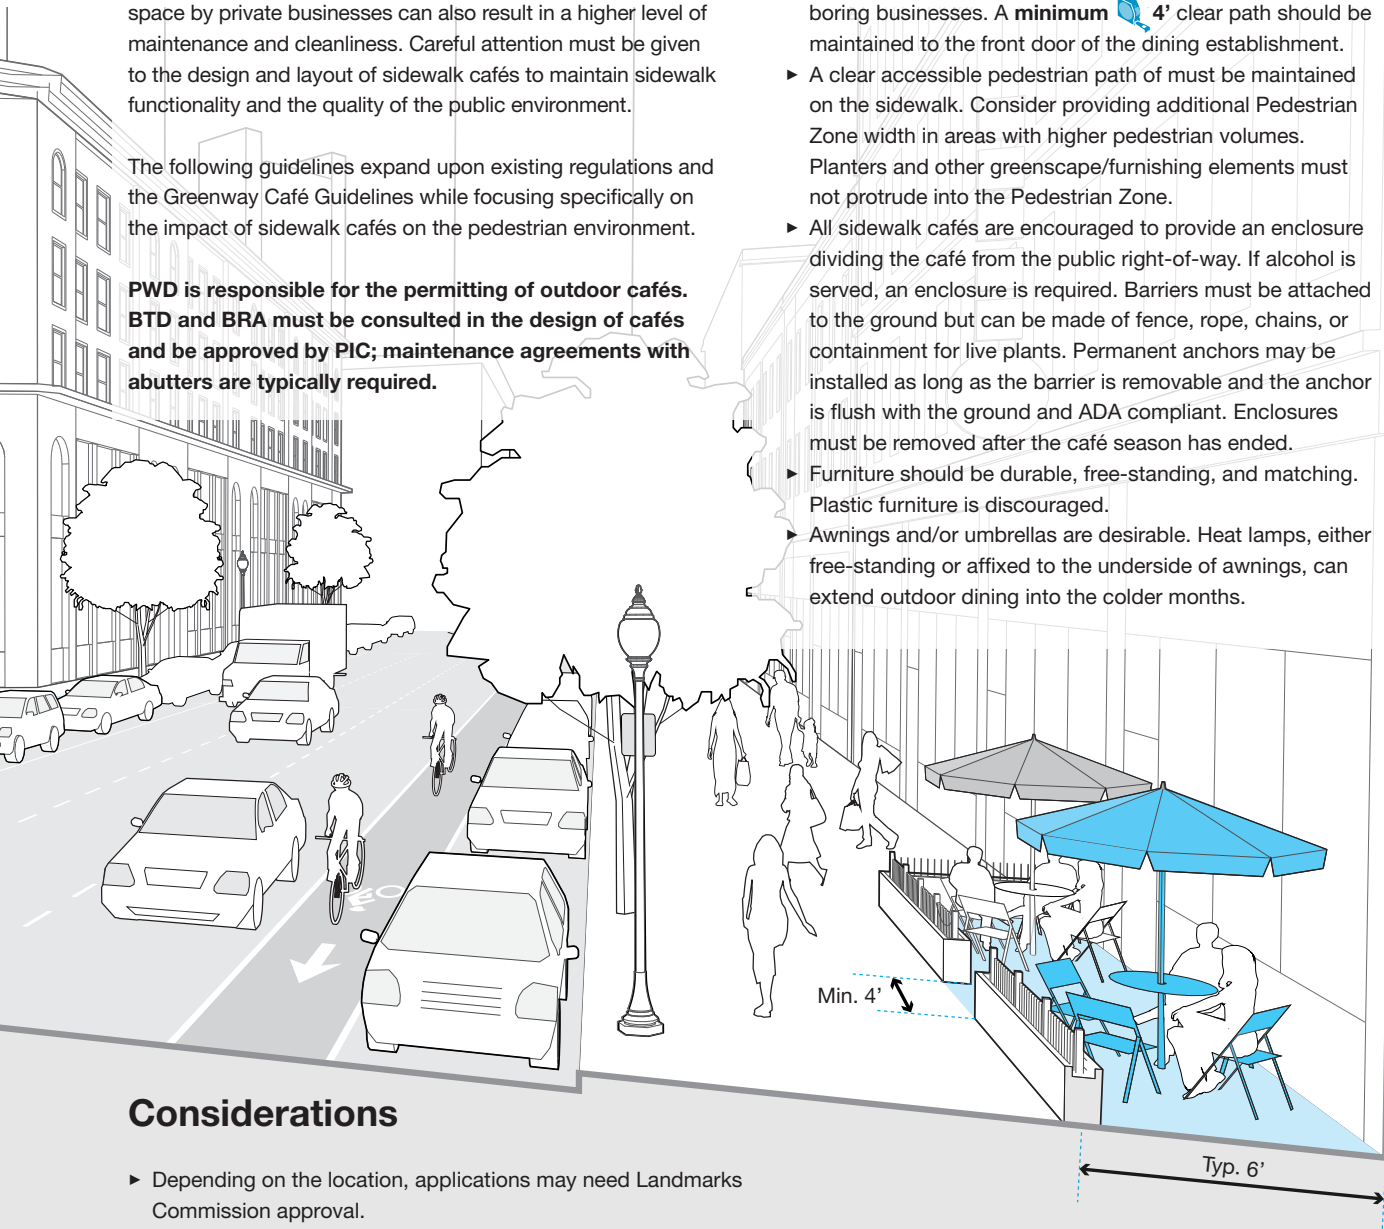 space by private businesses can also result in a higher level of
maintenance and cleanliness. Careful attention must be given
to the design and layout of sidewalk cafés to maintain sidewalk
functionality and the quality of the public environment.
The following guidelines expand upon existing regulations and
the Greenway Café Guidelines while focusing specifically on
the impact of sidewalk cafés on the pedestrian environment.
PWD is responsible for the permitting of outdoor cafés.
BTD and BRA must be consulted in the design of cafés
and be approved by PIC; maintenance agreements with
abutters are typically required.
boring businesses. A minimum 4’ clear path should be
maintained to the front door of the dining establishment.
► A clear accessible pedestrian path of must be maintained
on the sidewalk. Consider providing additional Pedestrian
Zone width in areas with higher pedestrian volumes.
Planters and other greenscape/furnishing elements must
not protrude into the Pedestrian Zone.
► All sidewalk cafés are encouraged to provide an enclosure
dividing the café from the public right-of-way. If alcohol is
served, an enclosure is required. Barriers must be attached
to the ground but can be made of fence, rope, chains, or
containment for live plants. Permanent anchors may be
installed as long as the barrier is removable and the anchor
is flush with the ground and ADA compliant. Enclosures
must be removed after the café season has ended.
► Furniture should be durable, free-standing, and matching.
Plastic furniture is discouraged.
► Awnings and/or umbrellas are desirable. Heat lamps, either
free-standing or affixed to the underside of awnings, can
extend outdoor dining into the colder months.
Min. 4’
Typ. 6’
Considerations
► Depending on the location, applications may need Landmarks
Commission approval.